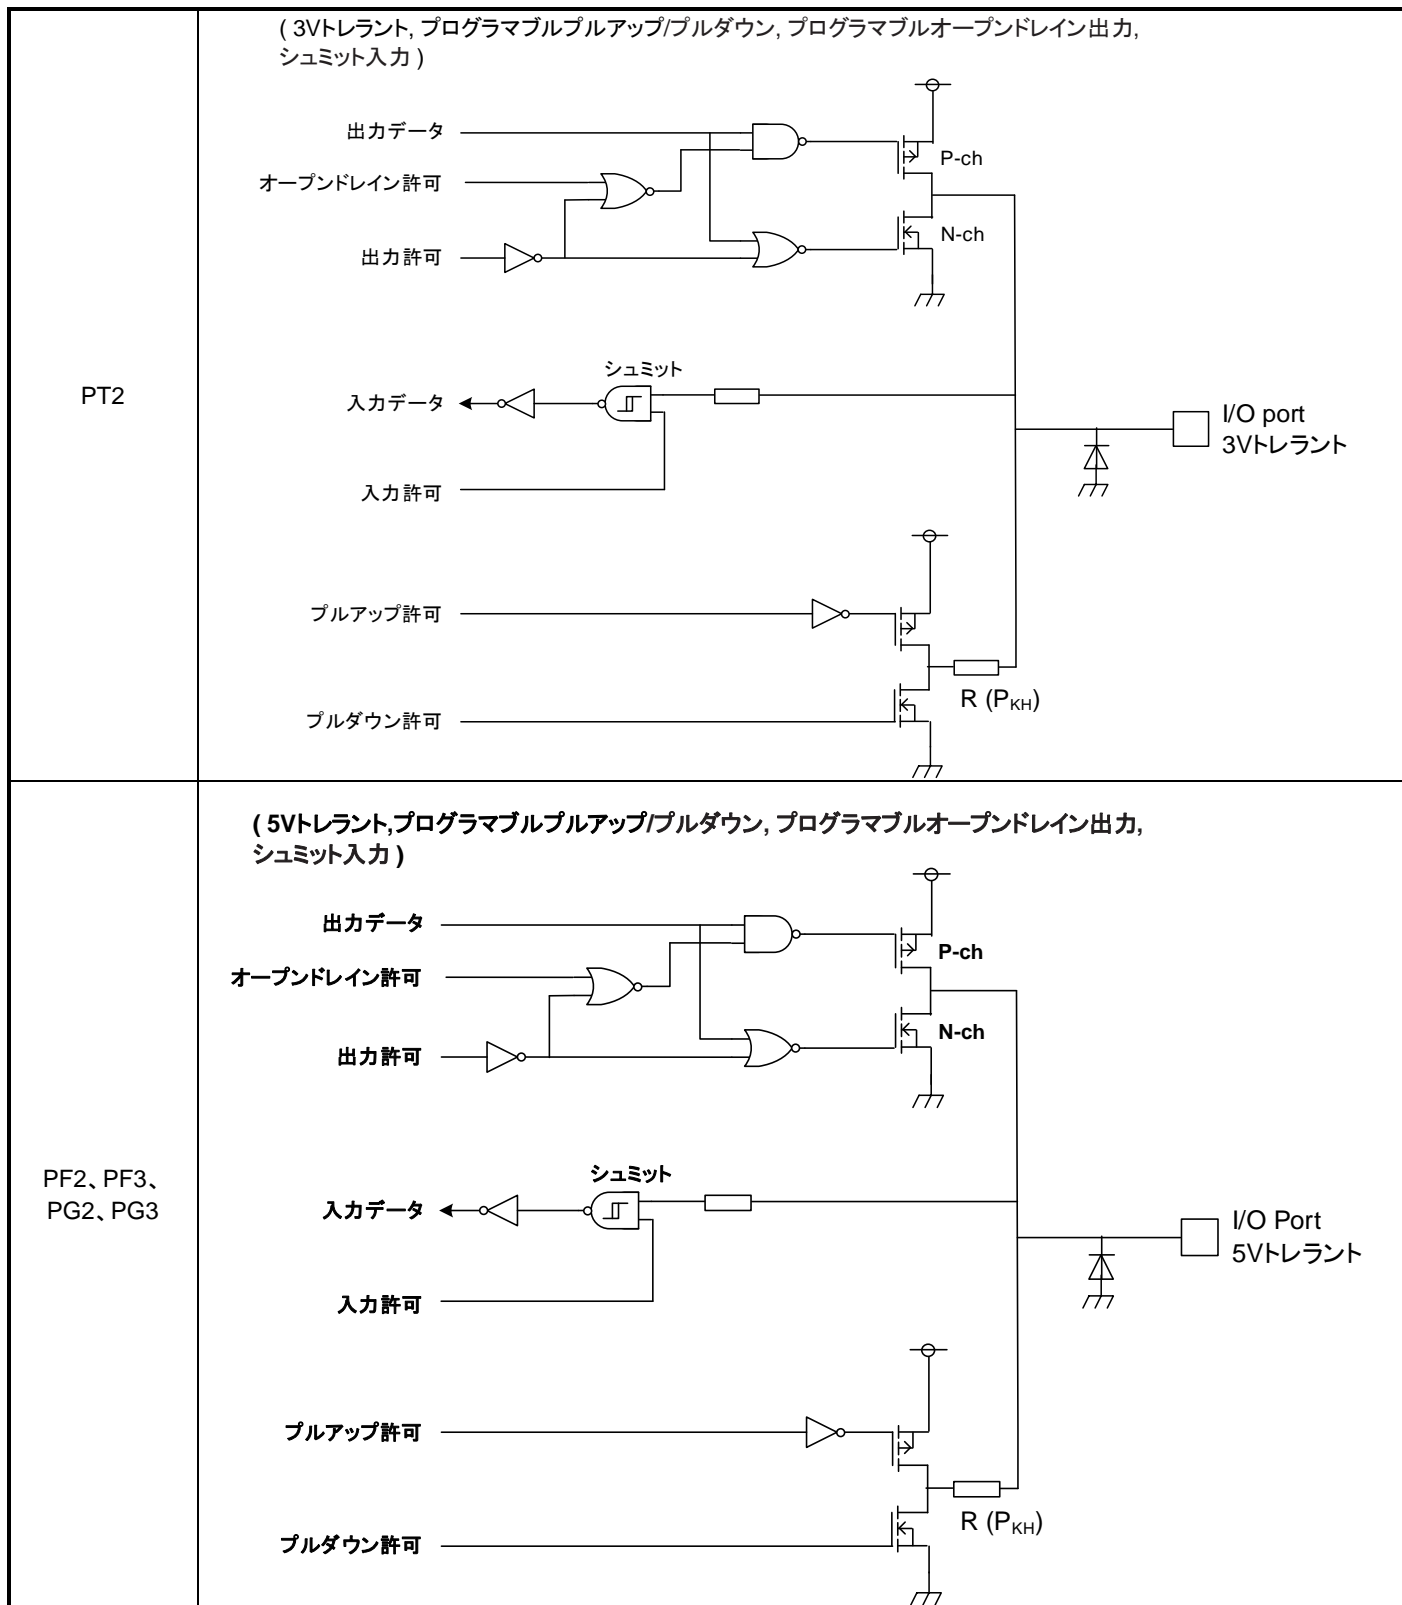 ( 3Vトレラント, プログラマブルプルアップ/プルダウン, プログラマブルオープンドレイン出力,
シュミット入力 )
出力データ
P-ch
オープンドレイン許可
N-ch
出力許可
シュミット
PT2
入力データ
I/O port
3Vトレラント
入力許可
プルアップ許可
R (PKH)
プルダウン許可
( 5Vトレラント,プログラマブルプルアップ/プルダウン, プログラマブルオープンドレイン出力,
シュミット入力 )
出力データ
P-ch
オープンドレイン許可
N-ch
出力許可
シュミット
PF2、PF3、
PG2、PG3
入力データ
I/O Port
5Vトレラント
入力許可
プルアップ許可
R (PKH)
プルダウン許可